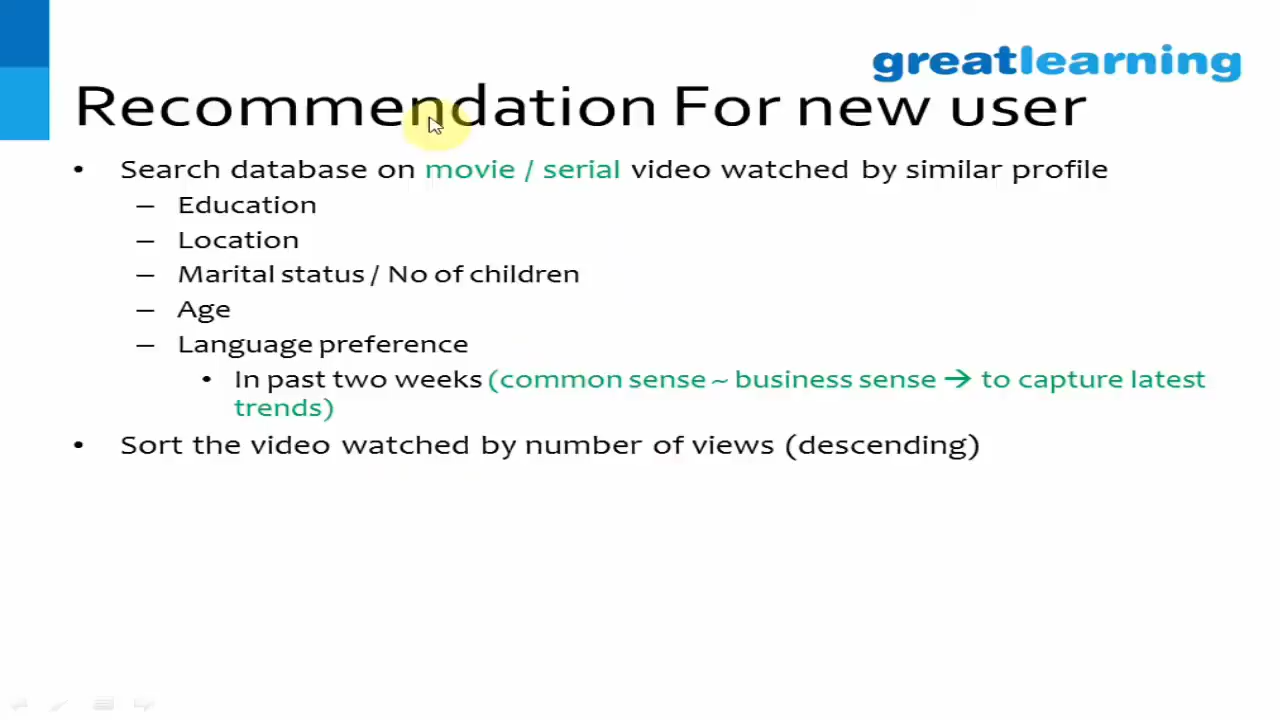 greatlearning
Recommendation For new user
• Search database on movie / serial video watched by similar profile
– Education
– Location
– Marital status / No of children
– Age
– Language preference
• In past two weeks (common sense ~ business sense → to capture latest
trends)
• Sort the video watched by number of views (descending)